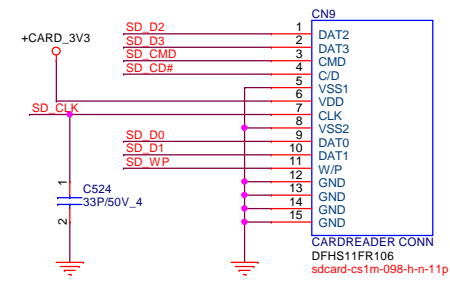 CN9
SD_D2 1 DAT2
+CARD_3V3 SD_D3 2 DAT3
SD_CMD 3 CMD
SD_CD# 4 C/D
5 VSS1
6 VDD
SD_CLK 7 CLK
8 VSS2
SD_D0 9 DAT0
SD_D1 10 DAT1
SD_WP 11 W/P
12 GND
13 GND
14 GND
15 GND
1
C524
33P/50V_4
2
CARDREADER CONN
DFHS11FR106
sdcard-cs1m-098-h-n-11p